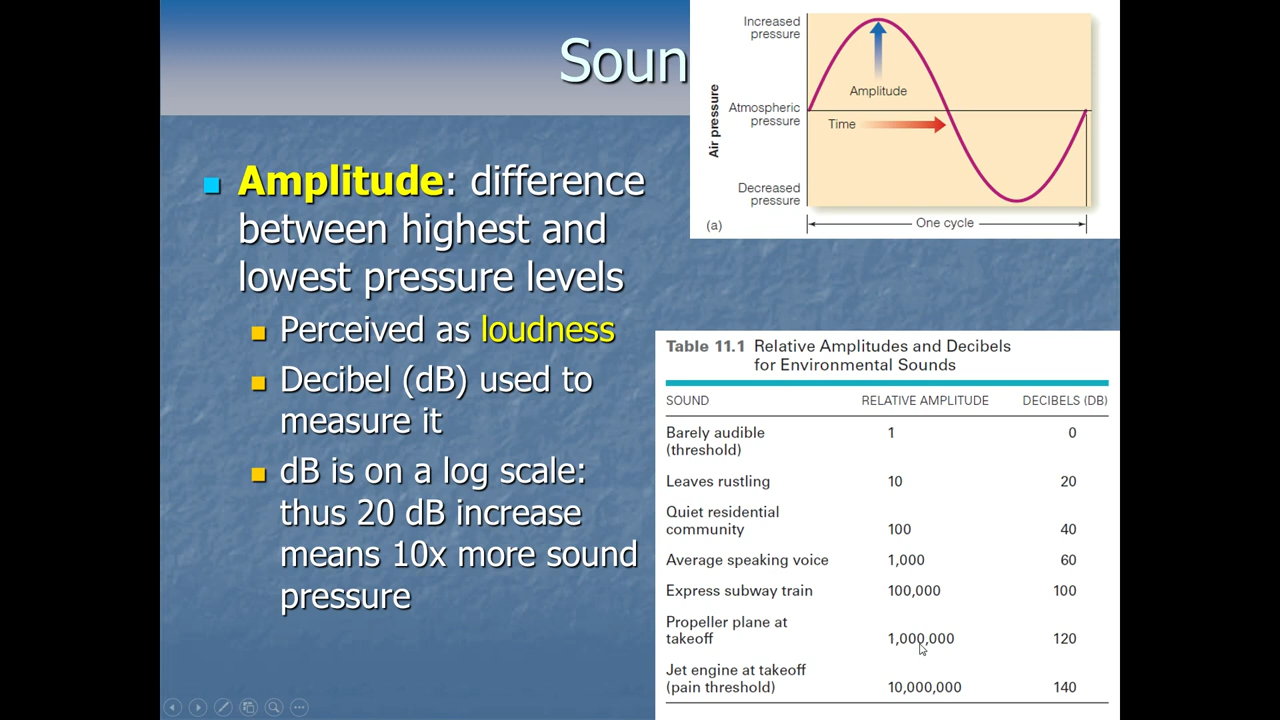 Soun
Amplitude: difference
between highest and
lowest pressure levels
Perceived as loudness
Decibel (dB) used to
measure it
dB is on a log scale:
thus 20 dB increase
means 10x more sound
pressure
Increased
pressure
Amplitude
Atmospheric
pressure
Time
Air pressure
Decreased
pressure
(a)
One cycle
Table 11.1 Relative Amplitudes and Decibels
for Environmental Sounds
SOUND RELATIVE AMPLITUDE DECIBELS (DB)
Barely audible 1 0
(threshold)
Leaves rustling 10 20
Quiet residential
community 100 40
Average speaking voice 1,000 60
Express subway train 100,000 100
Propeller plane at
takeoff 1,000,000 120
Jet engine at takeoff
(pain threshold) 10,000,000 140